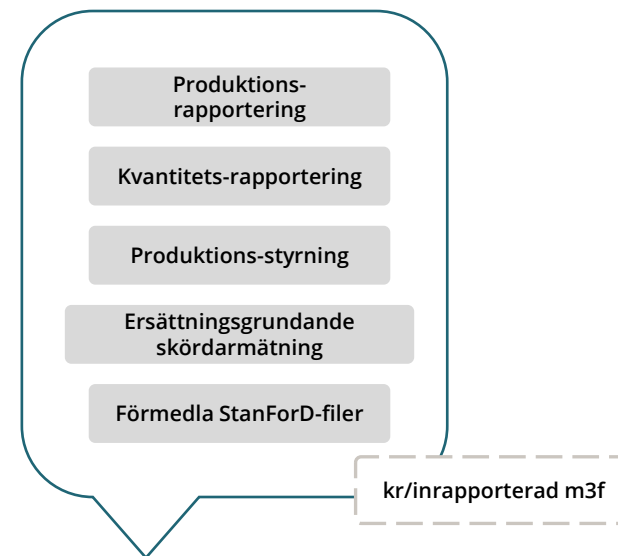 Produktions-
rapportering
Kvantitets-rapportering
Produktions-styrning
Ersättningsgrundande
skördarmätning
Förmedla StanForD-filer
kr/inrapporterad m3f